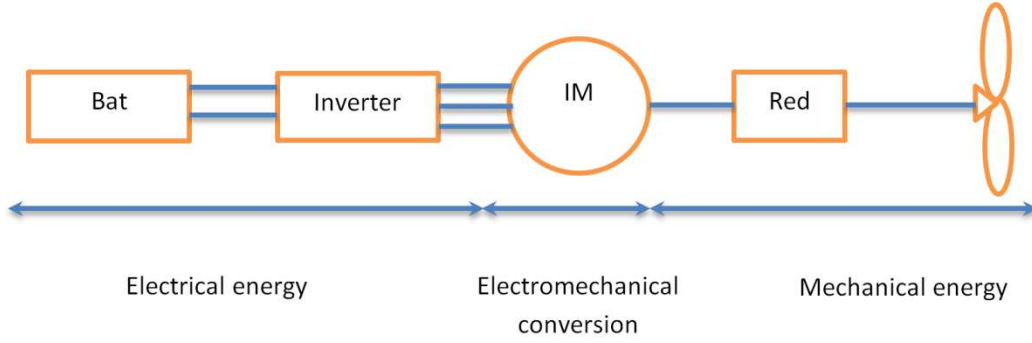 Bat
Inverter
IM
Red
Electrical energy
Electromechanical
conversion
Mechanical energy